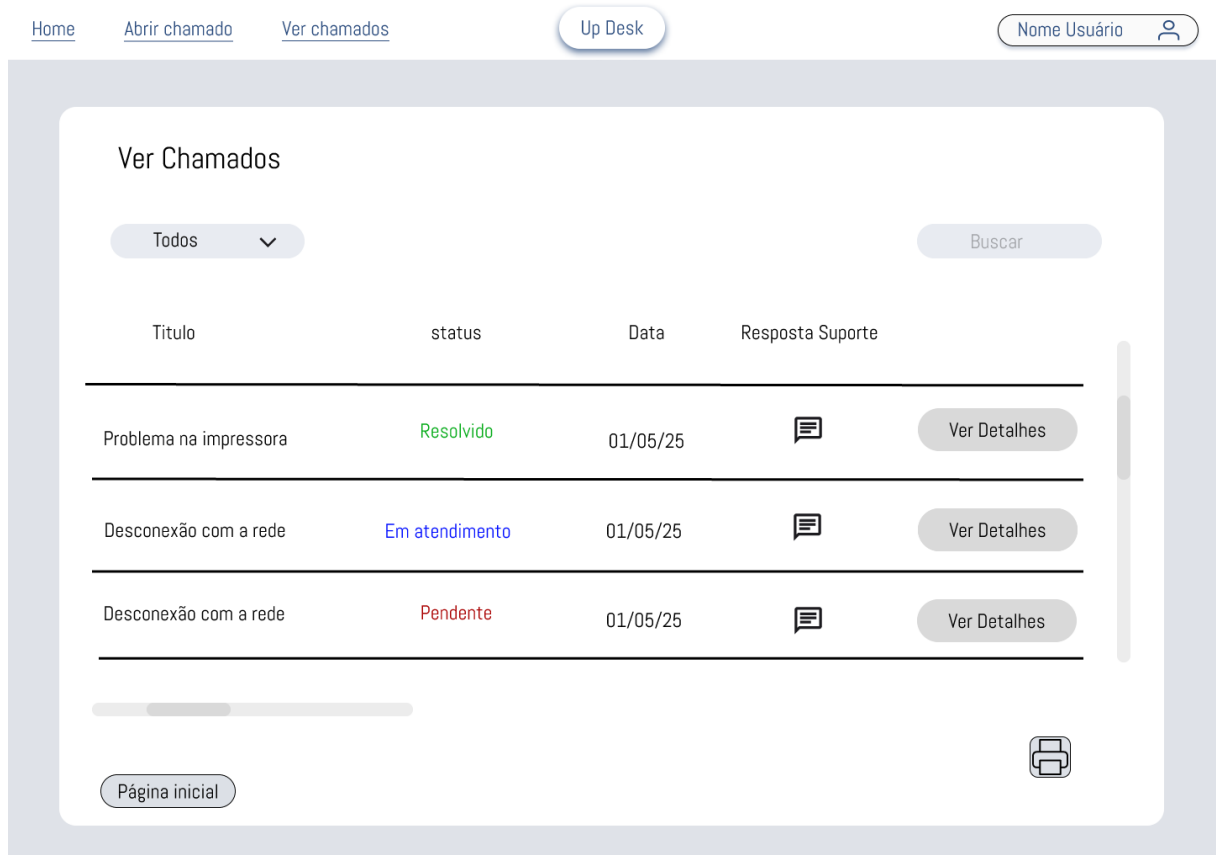 Home Abrir chamado Ver chamados Up Desk Nome Usuário
Ver Chamados
Todos Buscar
Titulo status Data Resposta Suporte
Problema na impressora Resolvido 01/05/25 Ver Detalhes
Desconexão com a rede Em atendimento 01/05/25 Ver Detalhes
Desconexão com a rede Pendente 01/05/25 Ver Detalhes
Página inicial